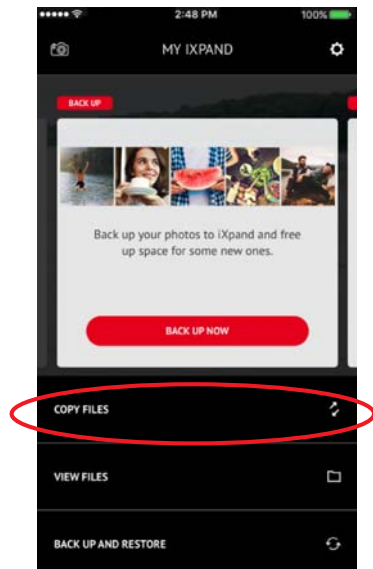 2:48 PM
100%
MY IXPAND
BACK UP
Back up your photos to iXpand and free
up space for some new ones.
BACK UP NOW
COPY FILES
VIEW FILES
BACK UP AND RESTORE